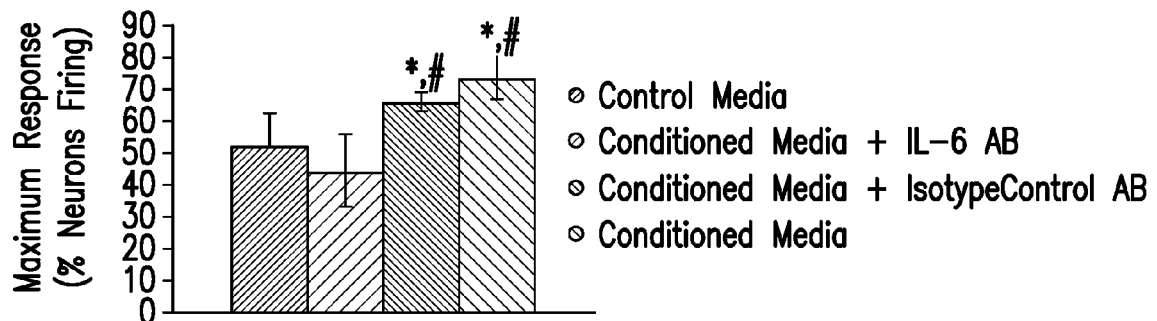 Maximum Response
(% Neurons Firing)
90
80
70
60
50
40
30
20
10
0
*,#
*,#
Control Media
Conditioned Media + IL-6 AB
Conditioned Media + IsotypeControl AB
Conditioned Media